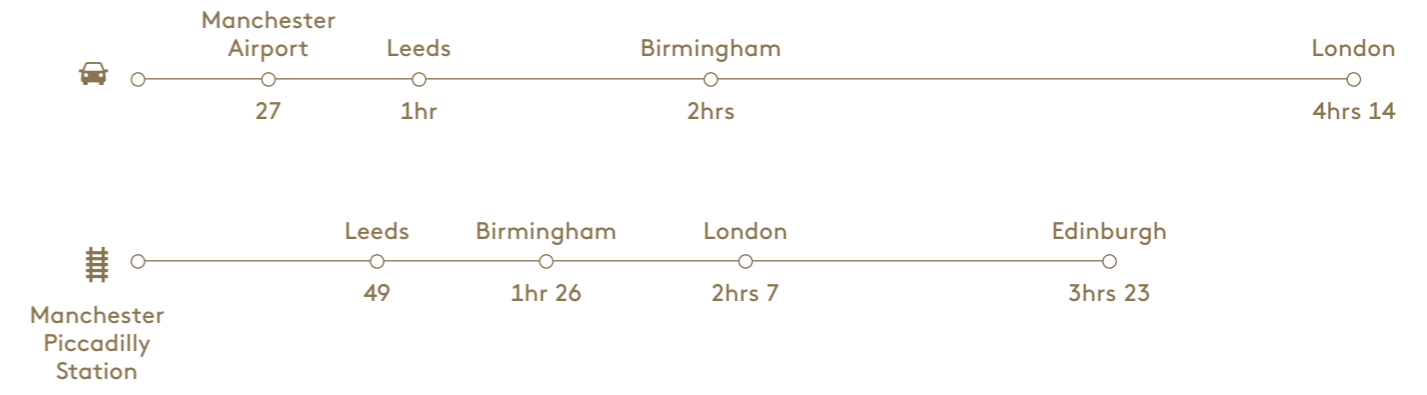 Manchester
Airport
Leeds
Birmingham
London
27
1hr
2hrs
4hrs 14
Leeds
Birmingham
London
Edinburgh
49
1hr 26
2hrs 7
3hrs 23
Manchester
Piccadilly
Station